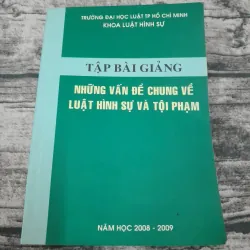 TRƯỜNG ĐẠI HỌC LUẬT TP HỒ CHÍ MINH
KHOA LUẬT HÌNH SỰ
TẬP BÀI GIẢNG
NHỮNG VẤN ĐỀ CHUNG VỀ
LUẬT HÌNH SỰ VÀ TỘI PHẠM
NĂM HỌC 2008 - 2009